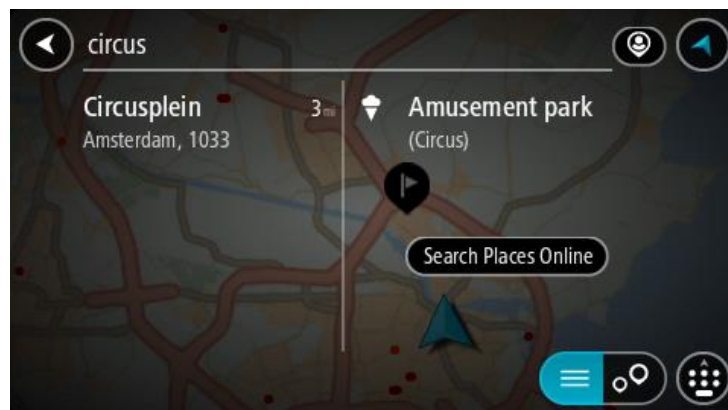 circus
Circusplein
3 mi
Amsterdam, 1033
Amusement park
(Circus)
Search Places Online